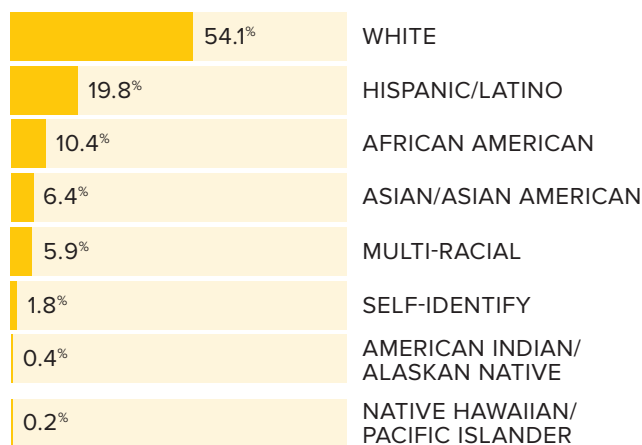 54.1% WHITE
19.8% HISPANIC/LATINO
10.4% AFRICAN AMERICAN
6.4% ASIAN/ASIAN AMERICAN
5.9% MULTI-RACIAL
1.8% SELF-IDENTIFY
0.4% AMERICAN INDIAN/
ALASKAN NATIVE
0.2% NATIVE HAWAIIAN/
PACIFIC ISLANDER